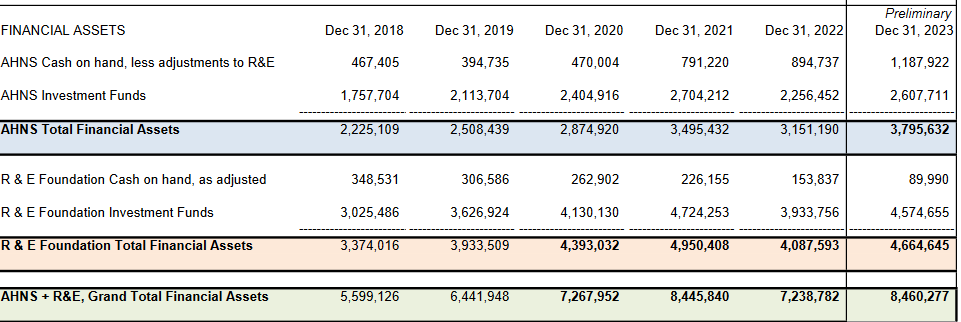 Preliminary
FINANCIAL ASSETS Dec 31, 2018 Dec 31, 2019 Dec 31, 2020 Dec 31, 2021 Dec 31, 2022 Dec 31, 2023
AHNS Cash on hand, less adjustments to R&E 467,405 394,735 470,004 791,220 894,737 1,187,922
AHNS Investment Funds 1,757,704 2,113,704 2,404,916 2,704,212 2,256,452 2,607,711
AHNS Total Financial Assets 2,225,109 2,508,439 2,874,920 3,495,432 3,151,190 3,795,632
R & E Foundation Cash on hand, as adjusted 348,531 306,586 262,902 226,155 153,837 89,990
R & E Foundation Investment Funds 3,025,486 3,626,924 4,130,130 4,724,253 3,933,756 4,574,655
R & E Foundation Total Financial Assets 3,374,016 3,933,509 4,393,032 4,950,408 4,087,593 4,664,645
AHNS + R&E, Grand Total Financial Assets 5,599,126 6,441,948 7,267,952 8,445,840 7,238,782 8,460,277